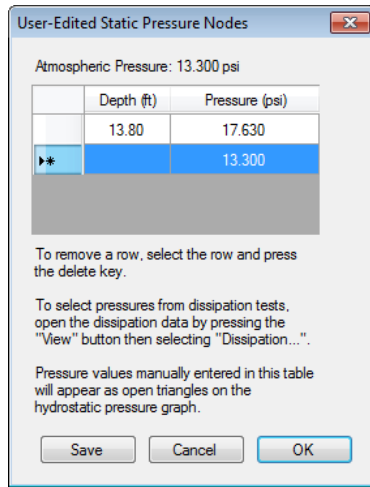 User-Edited Static Pressure Nodes
Atmospheric Pressure: 13.300 psi
Depth (ft) Pressure (psi)
13.80 17.630
13.300
To remove a row, select the row and press
the delete key.
To select pressures from dissipation tests,
open the dissipation data by pressing the
"View" button then selecting "Dissipation...".
Pressure values manually entered in this table
will appear as open triangles on the
hydrostatic pressure graph.
Save Cancel OK